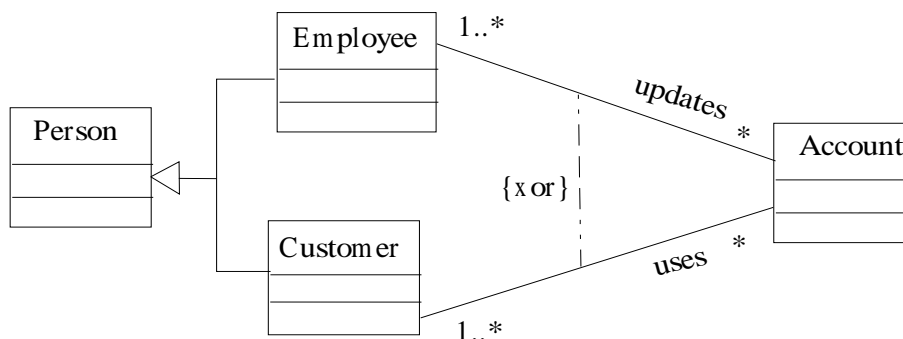 Employee
1..*
updates
*
Person
Account
{xor}
Customer
uses
*
1..*